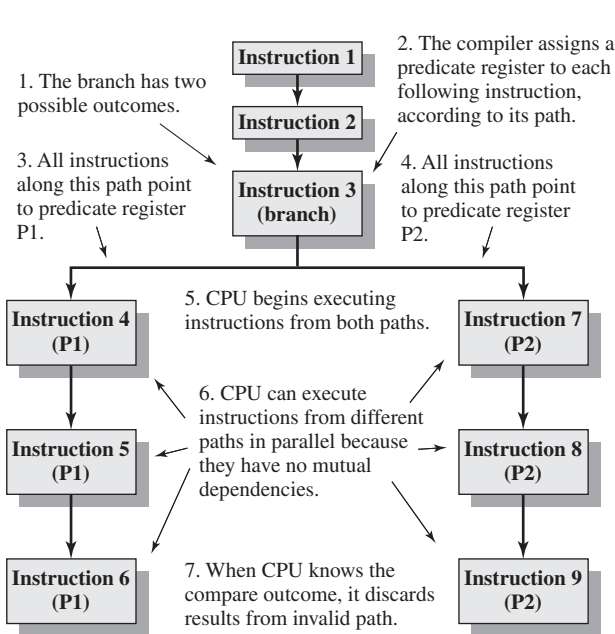 Instruction 1
2. The compiler assigns a
predicate register to each
following instruction,
according to its path.
1. The branch has two
possible outcomes.
Instruction 2
3. All instructions
along this path point
to predicate register
P1.
Instruction 3
(branch)
4. All instructions
along this path point
to predicate register
P2.
Instruction 4
(P1)
5. CPU begins executing
instructions from both paths.
Instruction 7
(P2)
6. CPU can execute
instructions from different
paths in parallel because
they have no mutual
dependencies.
Instruction 5
(P1)
Instruction 8
(P2)
Instruction 6
(P1)
7. When CPU knows the
compare outcome, it discards
results from invalid path.
Instruction 9
(P2)